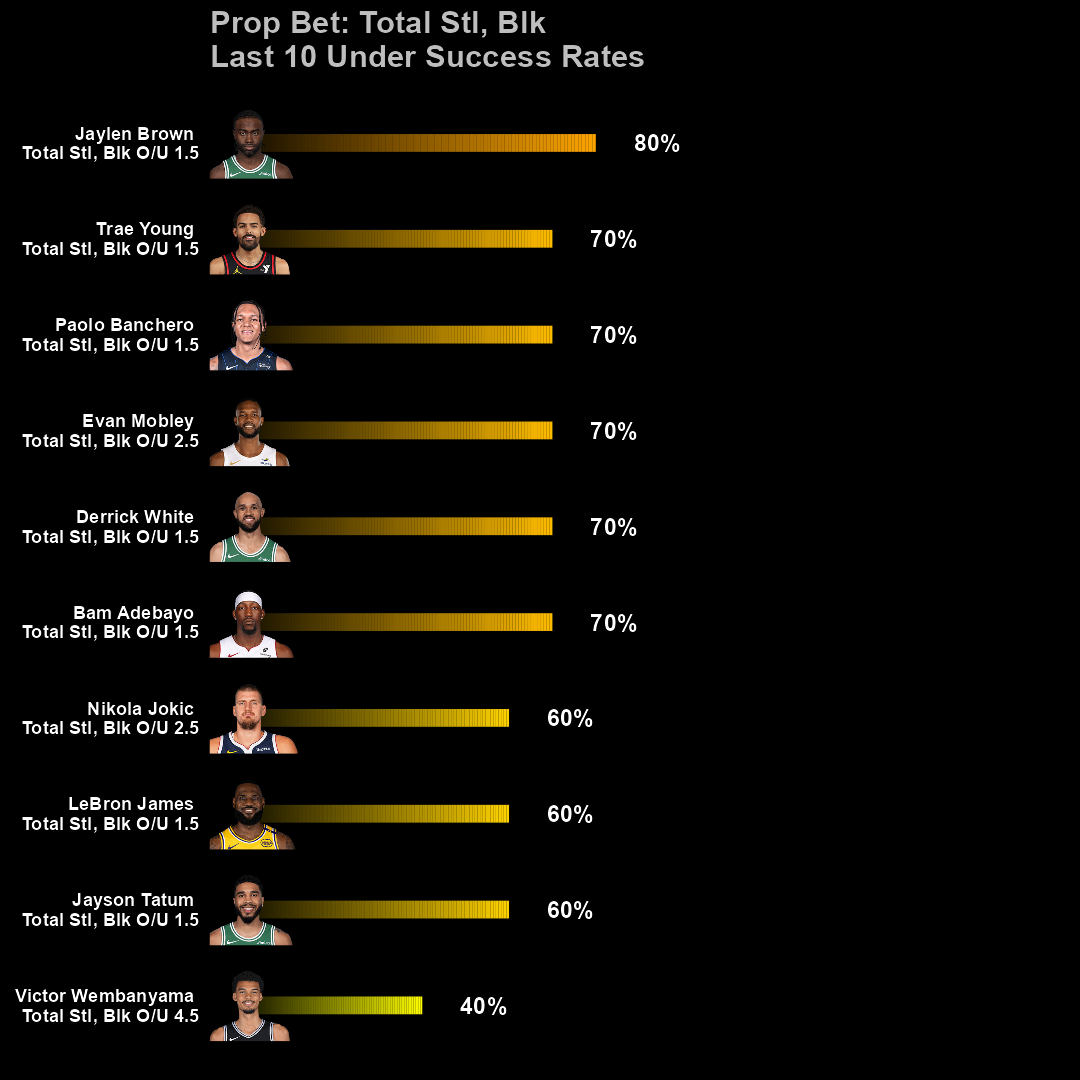 Prop Bet: Total Stl, Blk
Last 10 Under Success Rates
Jaylen Brown
Total Stl, Blk O/U 1.5
80%
Trae Young
Total Stl, Blk O/U 1.5
70%
Paolo Banchero
Total Stl, Blk O/U 1.5
70%
Evan Mobley
Total Stl, Blk O/U 2.5
70%
Derrick White
Total Stl, Blk O/U 1.5
70%
Bam Adebayo
Total Stl, Blk O/U 1.5
70%
Nikola Jokic
Total Stl, Blk O/U 2.5
60%
LeBron James
Total Stl, Blk O/U 1.5
60%
Jayson Tatum
Total Stl, Blk O/U 1.5
60%
Victor Wembanyama
Total Stl, Blk O/U 4.5
40%